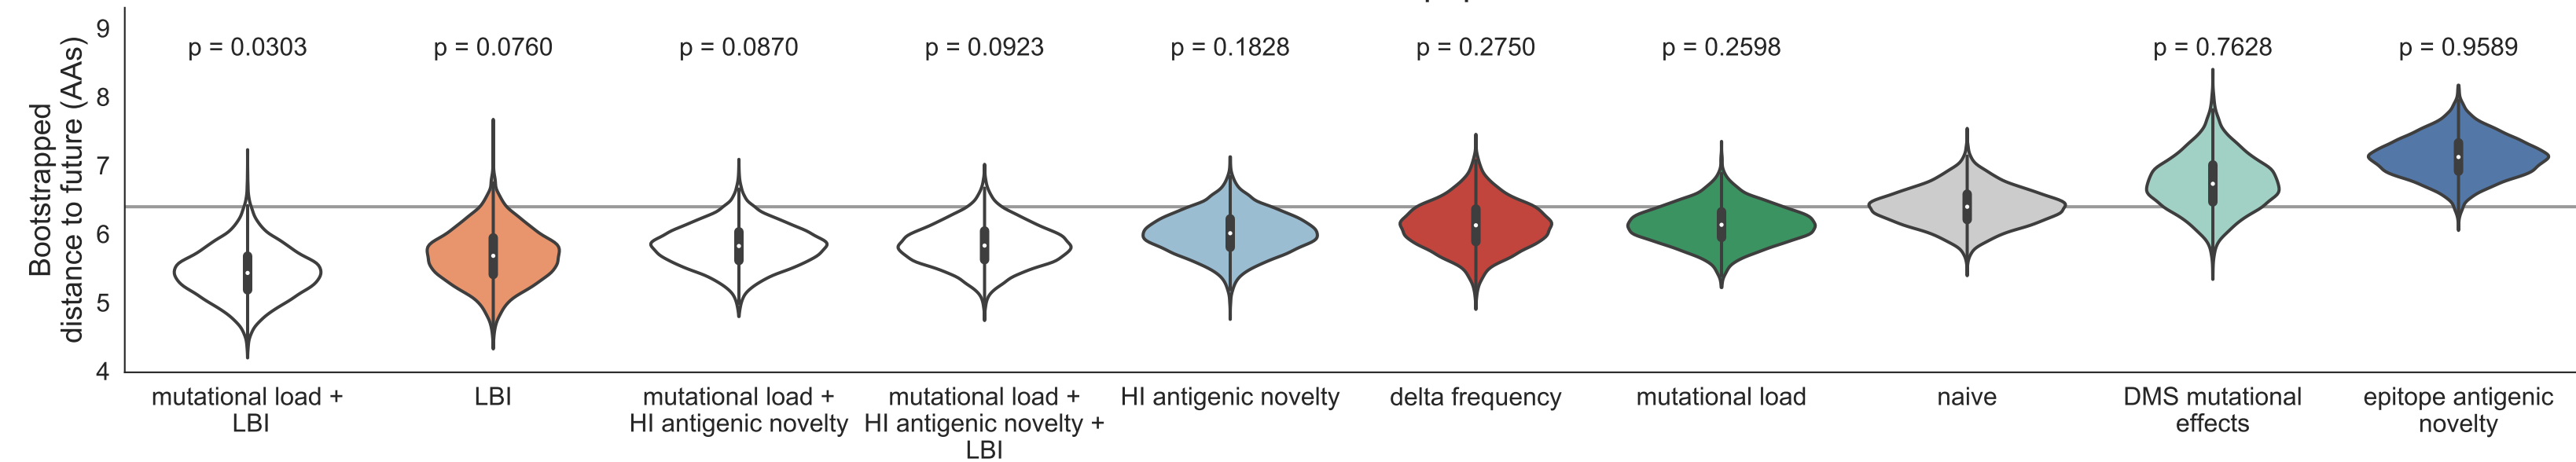 Bootstrapped
distance to future (AAs)
9
8
7
6
5
4
p = 0.0303
p = 0.0760
p = 0.0870
p = 0.0923
p = 0.1828
p = 0.2750
p = 0.2598
p = 0.7628
p = 0.9589
mutational load +
LBI
LBI
mutational load +
HI antigenic novelty
mutational load +
HI antigenic novelty +
LBI
HI antigenic novelty
delta frequency
mutational load
naive
DMS mutational
effects
epitope antigenic
novelty